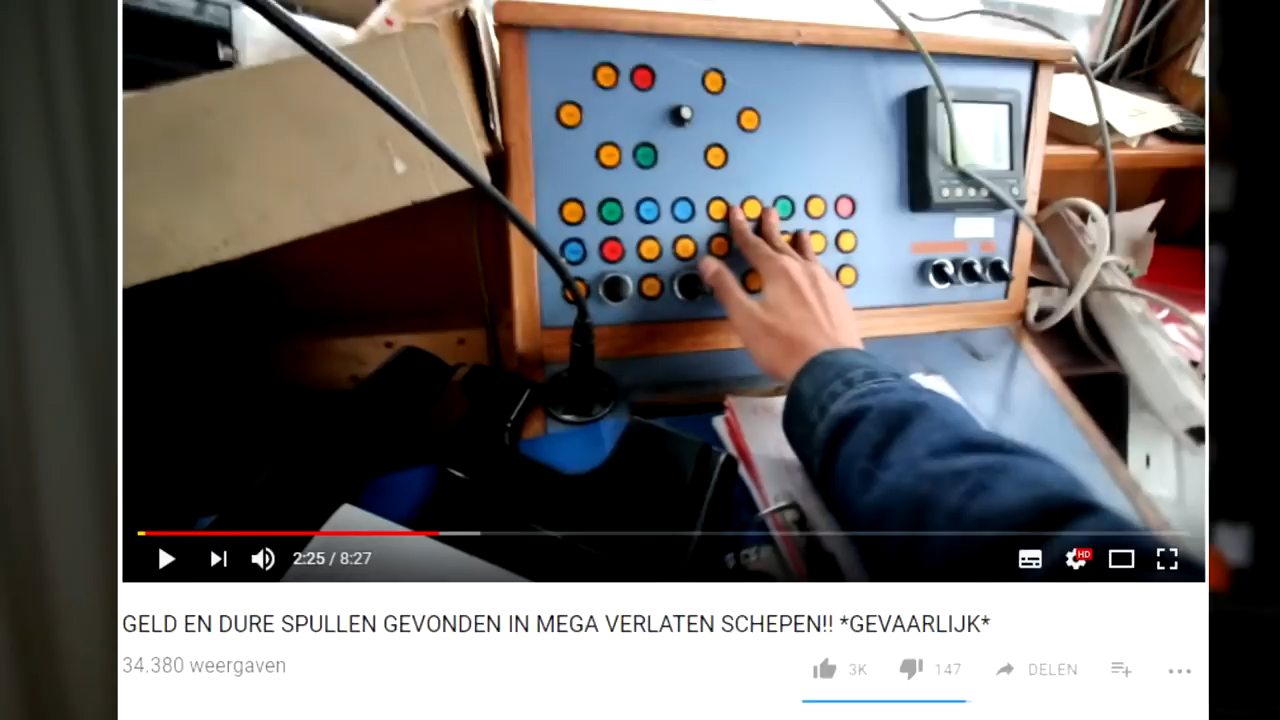 2:25 / 8:27
HD
GELD EN DURE SPULLEN GEVONDEN IN MEGA VERLATEN SCHEPEN!! *GEVAARLIJK*
34.380 weergaven
3K
147
DELEN